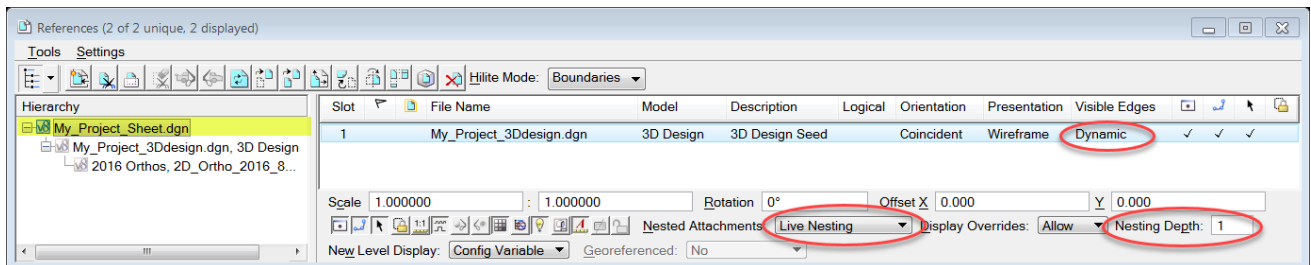 References (2 of 2 unique, 2 displayed)
Tools Settings
Hilite Mode: Boundaries
Hierarchy Slot File Name Model Description Logical Orientation Presentation Visible Edges
My_Project_Sheet.dgn
1 My_Project_3Ddesign.dgn 3D Design 3D Design Seed Coincident Wireframe Dynamic
My_Project_3Ddesign.dgn, 3D Design
2016 Orthos, 2D_Ortho_2016_8...
Scale 1.000000 : 1.000000 Rotation 0° Offset X 0.000 Y 0.000
1:1 Nested Attachments: Live Nesting Display Overrides: Allow Nesting Depth: 1
New Level Display: Config Variable Georeferenced: No